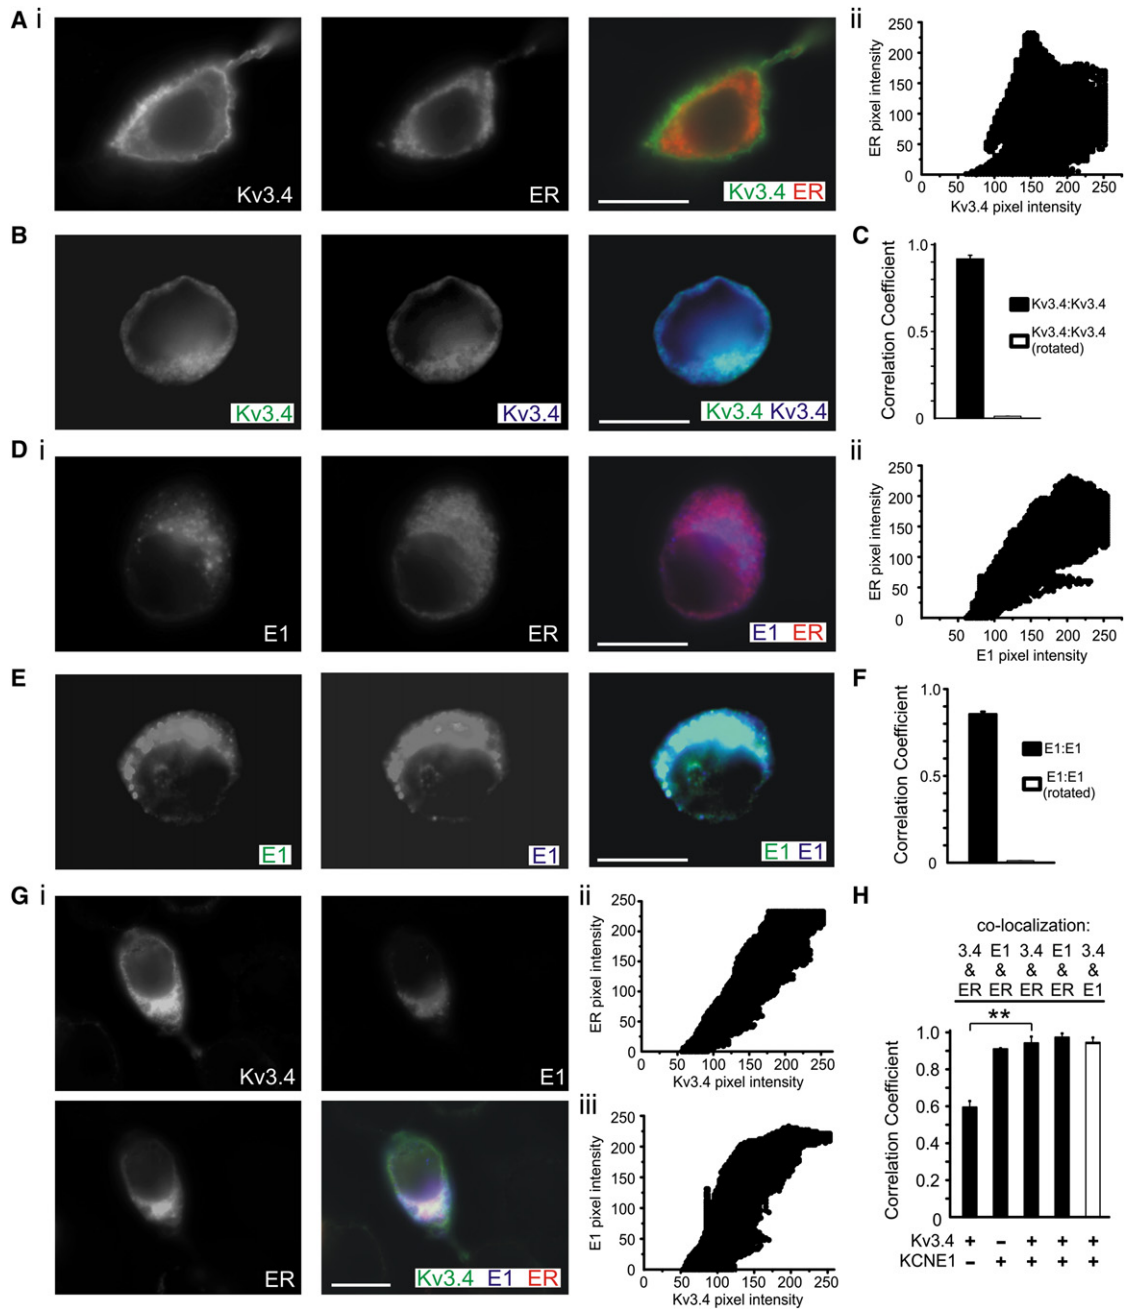 A i
Kv3.4
ER
Kv3.4 ER
ii
250
200
150
100
50
0
ER pixel intensity
0 50 100 150 200 250
Kv3.4 pixel intensity
B
Kv3.4
Kv3.4
Kv3.4 Kv3.4
C
1.0
0.5
0
Correlation Coefficient
Kv3.4:Kv3.4
Kv3.4:Kv3.4
(rotated)
D i
E1
ER
E1 ER
ii
250
200
150
100
50
0
ER pixel intensity
50 100 150 200 250
E1 pixel intensity
E
E1
E1
E1 E1
F
1.0
0.5
0
Correlation Coefficient
E1:E1
E1:E1
(rotated)
G i
Kv3.4
E1
ER
Kv3.4 E1 ER
ii
250
200
150
100
50
0
ER pixel intensity
0 50 100 150 200 250
Kv3.4 pixel intensity
iii
250
200
150
100
50
0
E1 pixel intensity
0 50 100 150 200 250
Kv3.4 pixel intensity
H
co-localization:
3.4 E1 3.4 E1 3.4
& & & & &
ER ER ER ER E1
**
1.0
0.8
0.6
0.4
0.2
0
Correlation Coefficient
Kv3.4 + – + + +
KCNE1 – + + + +